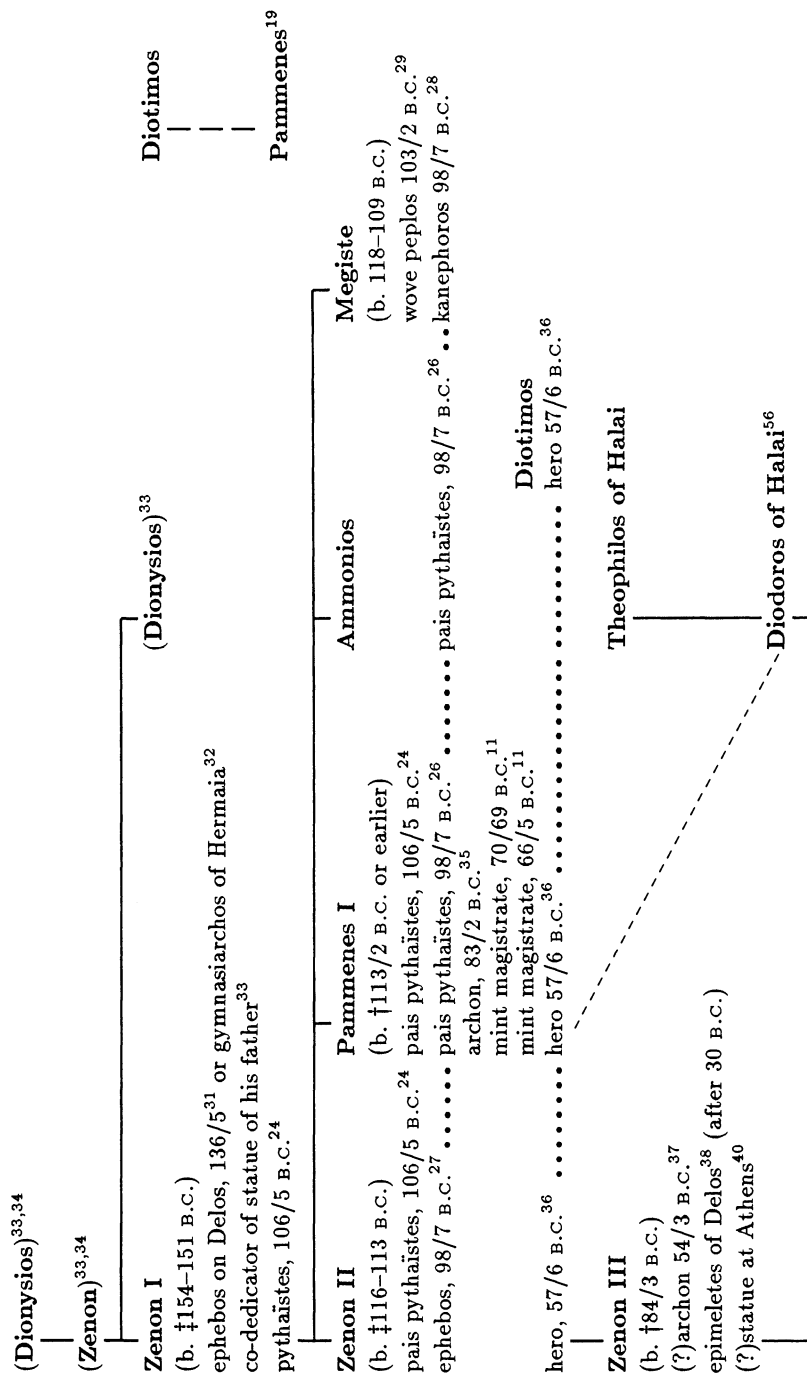 (Dionysios)³³,³⁴
(Zenon)³³,³⁴
Zenon I
(b. ‡154–151 B.C.)
ephebos on Delos, 136/5³¹ or gymnasiarchos of Hermaia³²
co-dedicator of statue of his father³³
pythaïstes, 106/5 B.C.²⁴
(Dionysios)³³
Diotimos
Pammenes¹⁹
Zenon II
(b. ‡116–113 B.C.)
pais pythaïstes, 106/5 B.C.²⁴
ephebos, 98/7 B.C.²⁷
hero, 57/6 B.C.³⁶
Pammenes I
(b. †113/2 B.C. or earlier)
pais pythaïstes, 106/5 B.C.²⁴
pais pythaïstes, 98/7 B.C.²⁶
archon, 83/2 B.C.³⁵
mint magistrate, 70/69 B.C.¹¹
mint magistrate, 66/5 B.C.¹¹
hero 57/6 B.C.³⁶
Ammonios
pais pythaïstes, 98/7 B.C.²⁶
Megiste
(b. 118–109 B.C.)
wove peplos 103/2 B.C.²⁹
kanephoros 98/7 B.C.²⁸
Diotimos
hero 57/6 B.C.³⁶
Zenon III
(b. †84/3 B.C.)
(?)archon 54/3 B.C.³⁷
epimeletes of Delos³⁸ (after 30 B.C.)
(?)statue at Athens⁴⁰
Theophilos of Halai
Diodoros of Halai⁵⁶